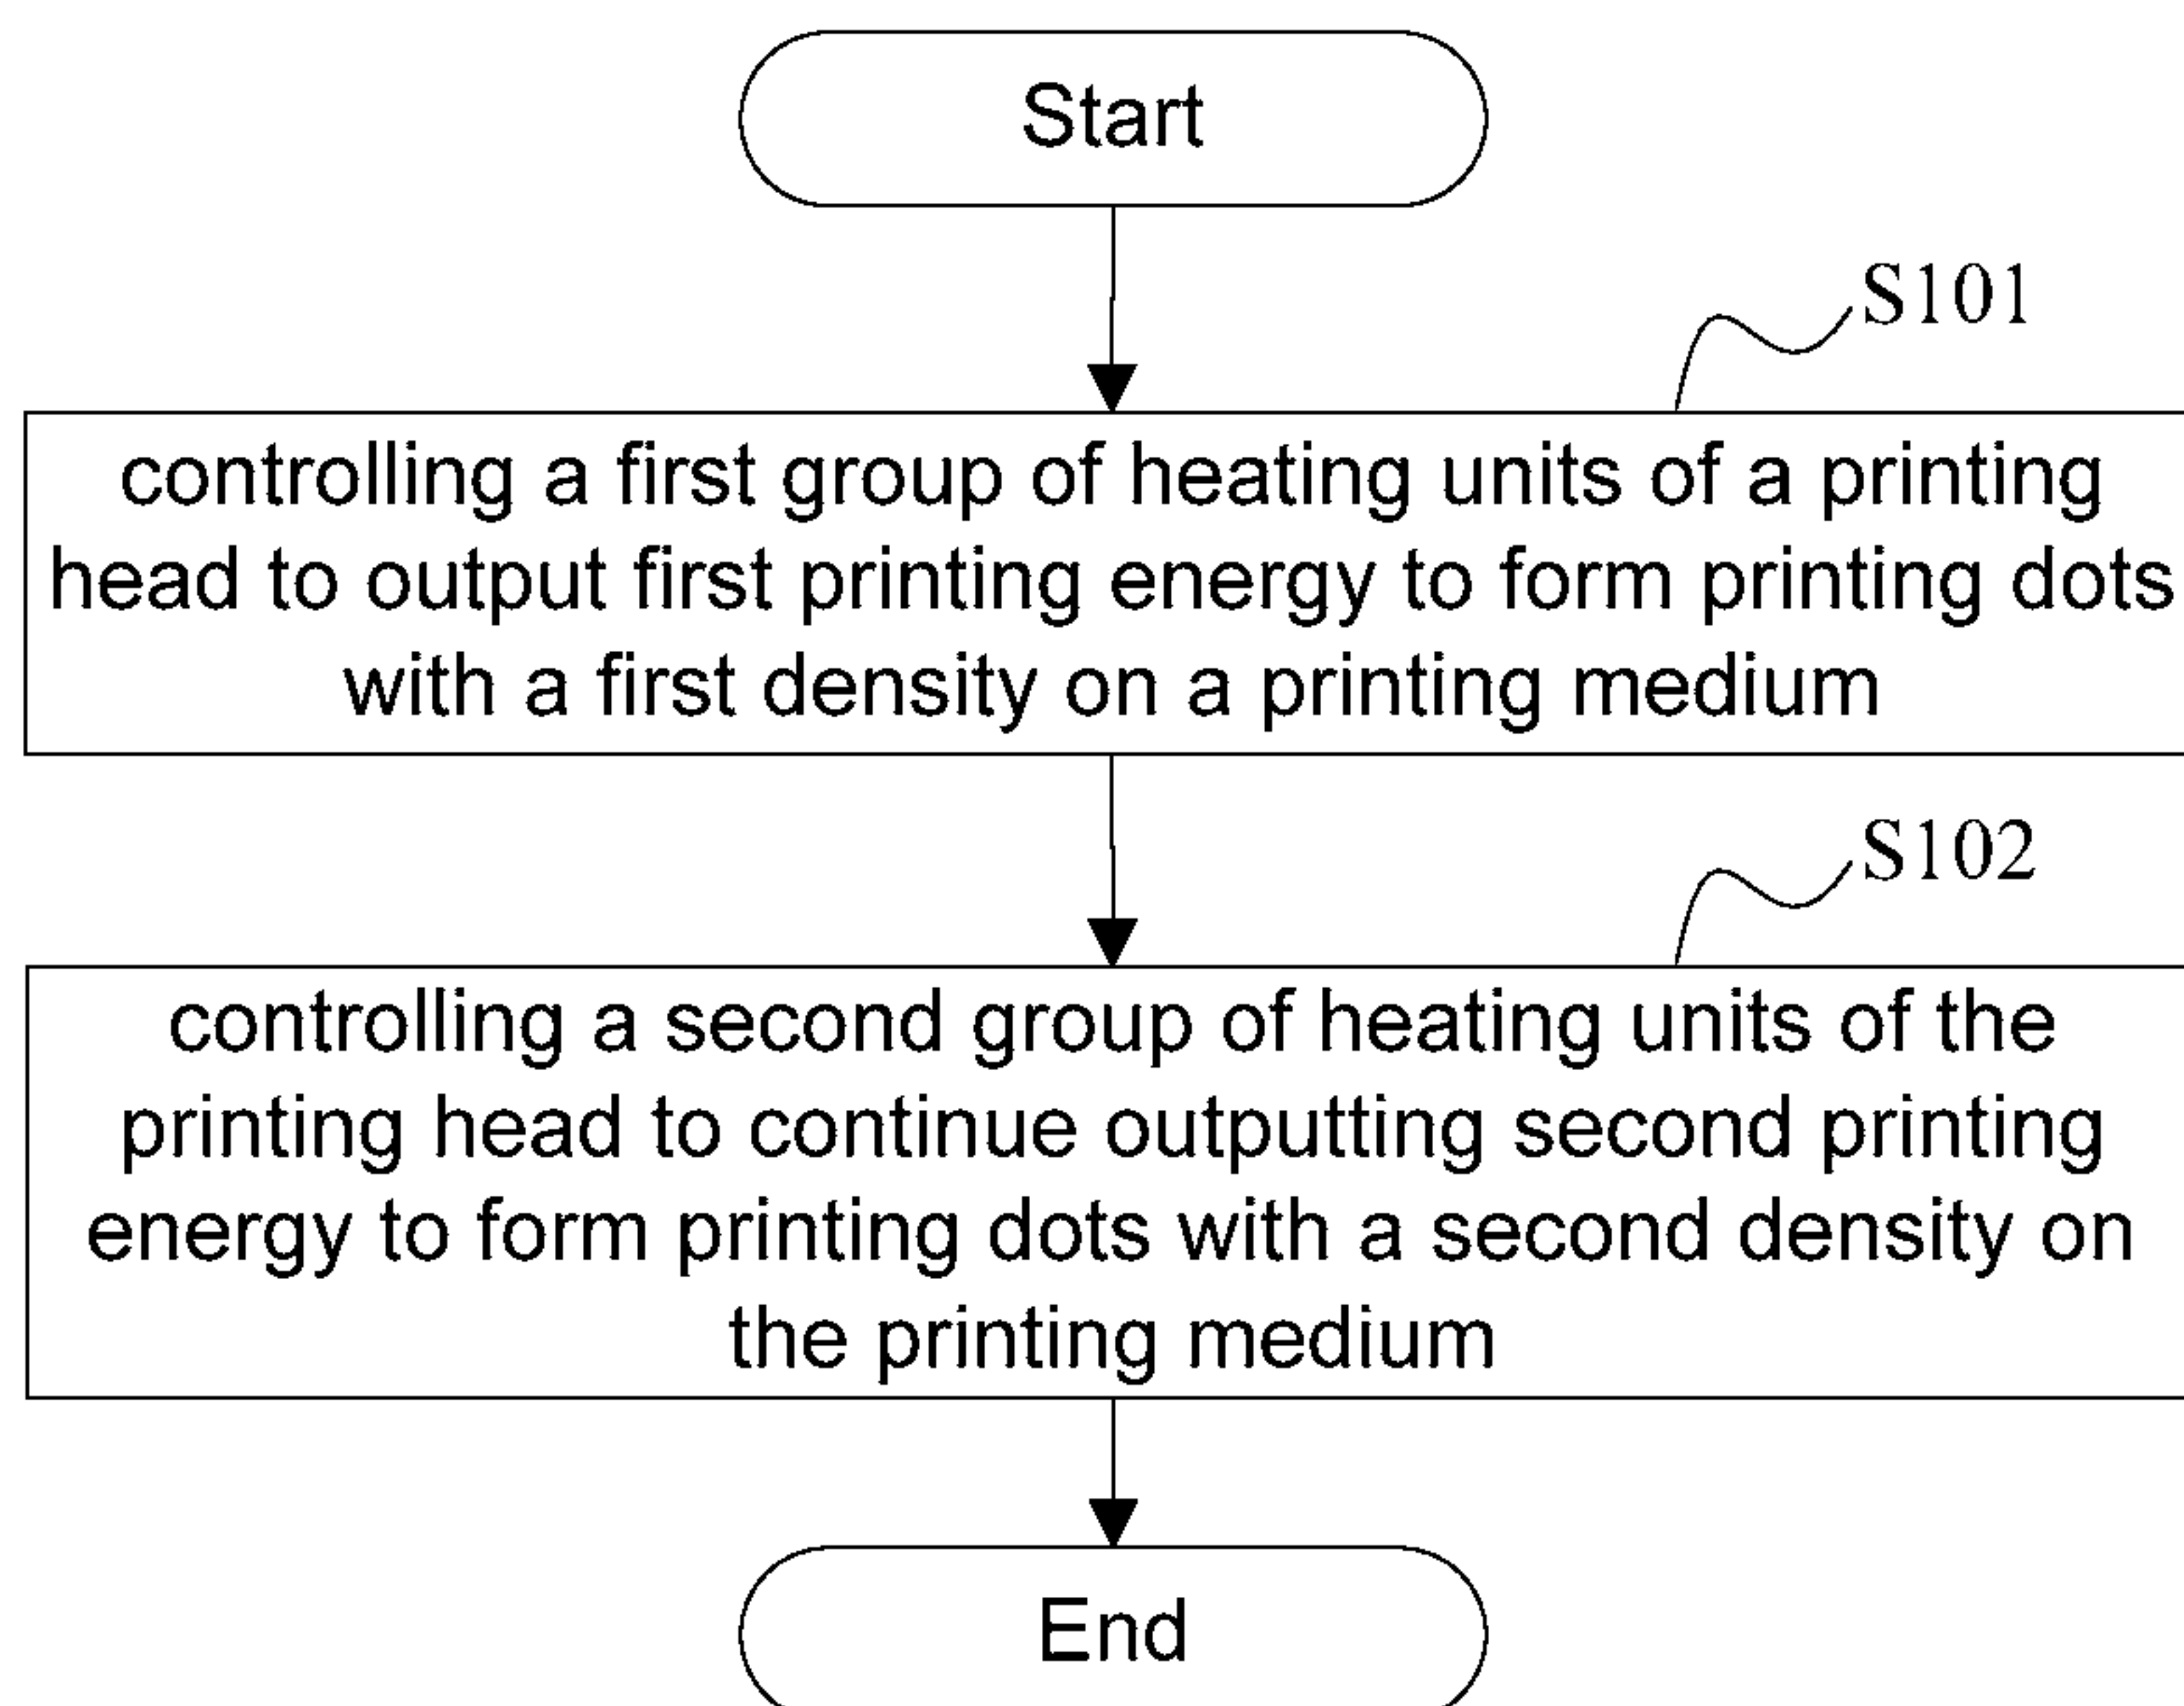 Start
S101
controlling a first group of heating units of a printing
head to output first printing energy to form printing dots
with a first density on a printing medium
S102
controlling a second group of heating units of the
printing head to continue outputting second printing
energy to form printing dots with a second density on
the printing medium
End